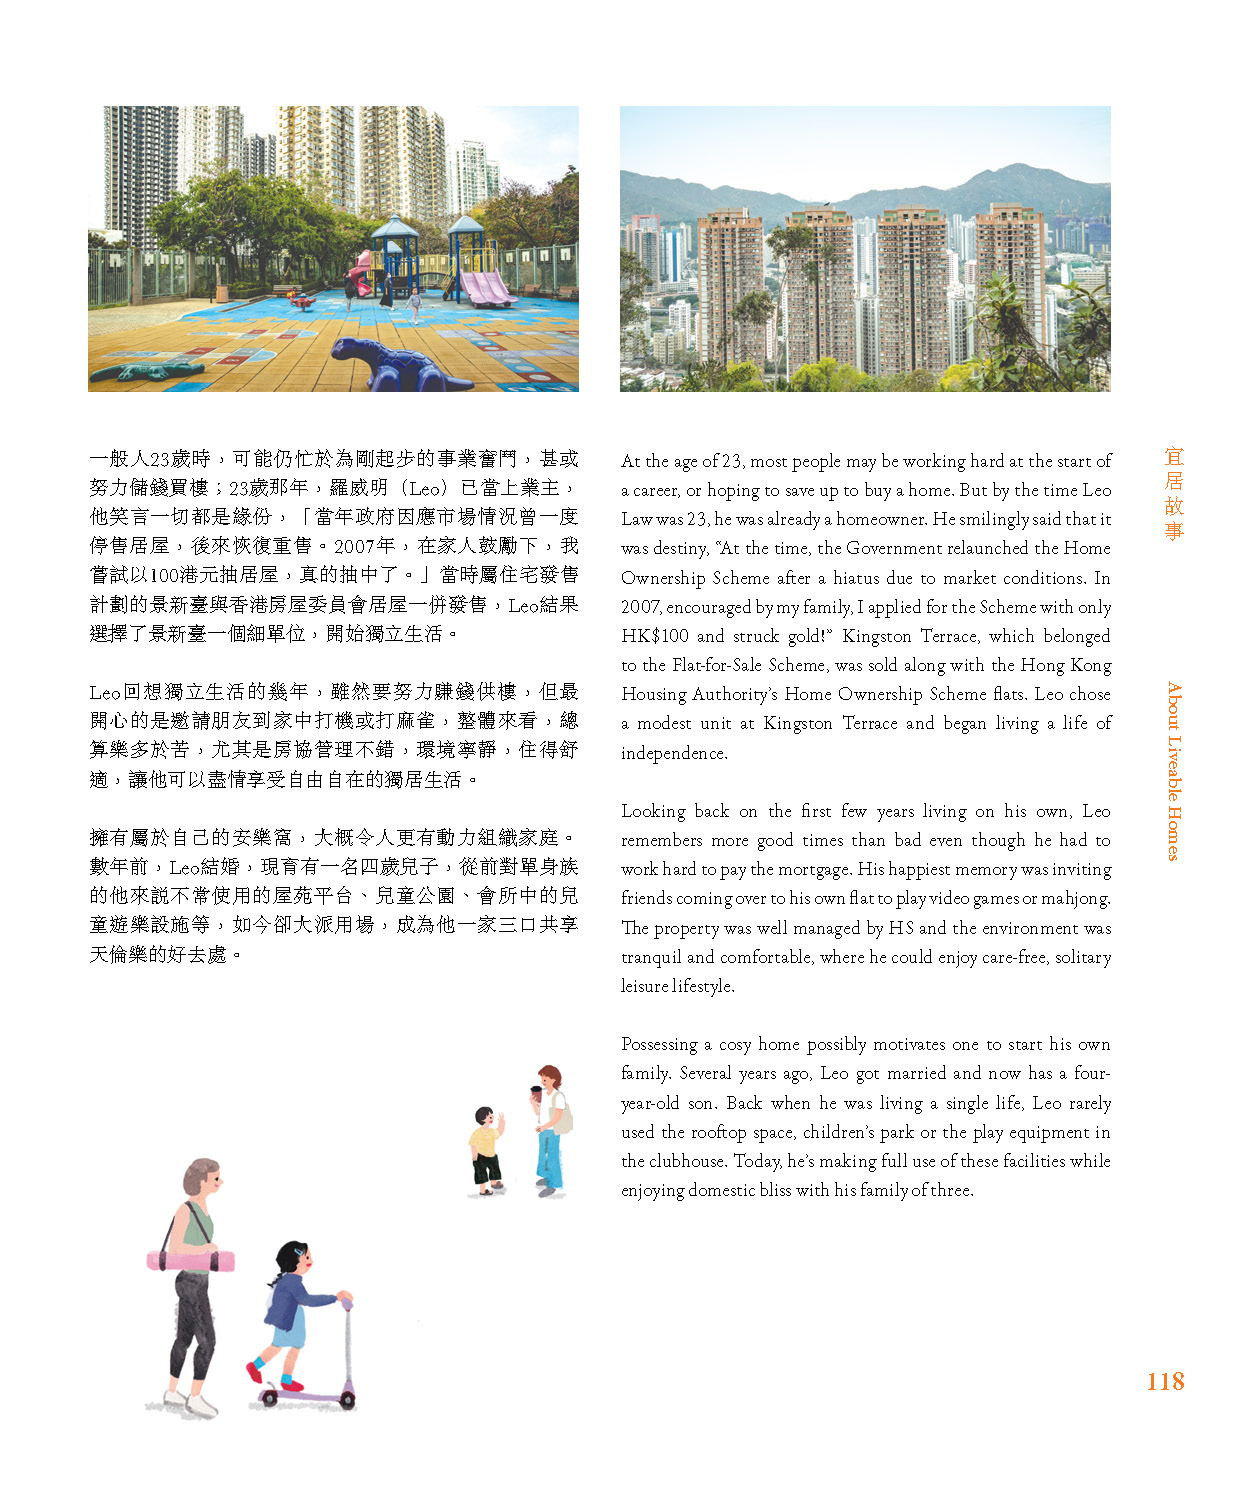 一般人23歲時，可能仍忙於為剛起步的事業奮鬥，甚或
努力儲錢買樓；23歲那年，羅威明（Leo）已當上業主，
他笑言一切都是緣份，「當年政府因應市場情況曾一度
停售居屋，後來恢復重售。2007年，在家人鼓勵下，我
嘗試以100港元抽居屋，真的抽中了。」當時屬住宅發售
計劃的景新臺與香港房屋委員會居屋一併發售，Leo結果
選擇了景新臺一個細單位，開始獨立生活。
Leo回想獨立生活的幾年，雖然要努力賺錢供樓，但最
開心的是邀請朋友到家中打機或打麻雀，整體來看，總
算樂多於苦，尤其是房協管理不錯，環境寧靜，住得舒
適，讓他可以盡情享受自由自在的獨居生活。
擁有屬於自己的安樂窩，大概令人更有動力組織家庭。
數年前，Leo結婚，現育有一名四歲兒子，從前對單身族
的他來説不常使用的屋苑平台、兒童公園、會所中的兒
童遊樂設施等，如今卻大派用場，成為他一家三口共享
天倫樂的好去處。
At the age of 23, most people may be working hard at the start of
a career, or hoping to save up to buy a home. But by the time Leo
Law was 23, he was already a homeowner. He smilingly said that it
was destiny, “At the time, the Government relaunched the Home
Ownership Scheme after a hiatus due to market conditions. In
2007, encouraged by my family, I applied for the Scheme with only
HK$100 and struck gold!” Kingston Terrace, which belonged
to the Flat-for-Sale Scheme, was sold along with the Hong Kong
Housing Authority’s Home Ownership Scheme flats. Leo chose
a modest unit at Kingston Terrace and began living a life of
independence.
Looking back on the first few years living on his own, Leo
remembers more good times than bad even though he had to
work hard to pay the mortgage. His happiest memory was inviting
friends coming over to his own flat to play video games or mahjong.
The property was well managed by HS and the environment was
tranquil and comfortable, where he could enjoy care-free, solitary
leisure lifestyle.
Possessing a cosy home possibly motivates one to start his own
family. Several years ago, Leo got married and now has a four-
year-old son. Back when he was living a single life, Leo rarely
used the rooftop space, children’s park or the play equipment in
the clubhouse. Today, he’s making full use of these facilities while
enjoying domestic bliss with his family of three.
宜居故事
About Liveable Homes
118